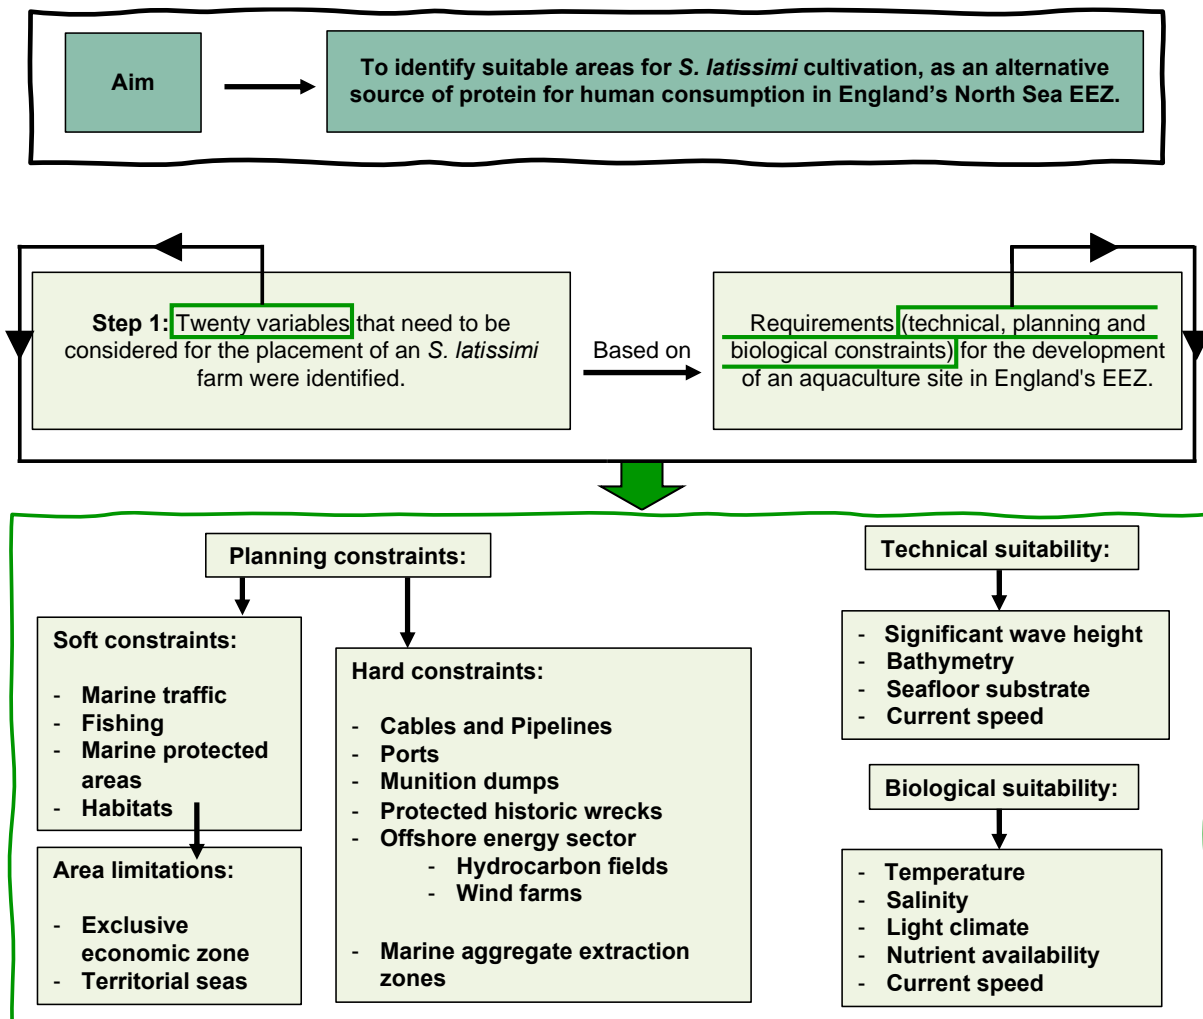 Aim
To identify suitable areas for S. latissimi cultivation, as an alternative
source of protein for human consumption in England's North Sea EEZ.
Step 1: Twenty variables that need to be
considered for the placement of an S. latissimi
farm were identified.
Based on
Requirements (technical, planning and
biological constraints) for the development
of an aquaculture site in England's EEZ.
Planning constraints:
Soft constraints:
- Marine traffic
- Fishing
- Marine protected
areas
- Habitats
Area limitations:
- Exclusive
economic zone
- Territorial seas
Hard constraints:
- Cables and Pipelines
- Ports
- Munition dumps
- Protected historic wrecks
- Offshore energy sector
- Hydrocarbon fields
- Wind farms
- Marine aggregate extraction
zones
Technical suitability:
- Significant wave height
- Bathymetry
- Seafloor substrate
- Current speed
Biological suitability:
- Temperature
- Salinity
- Light climate
- Nutrient availability
- Current speed